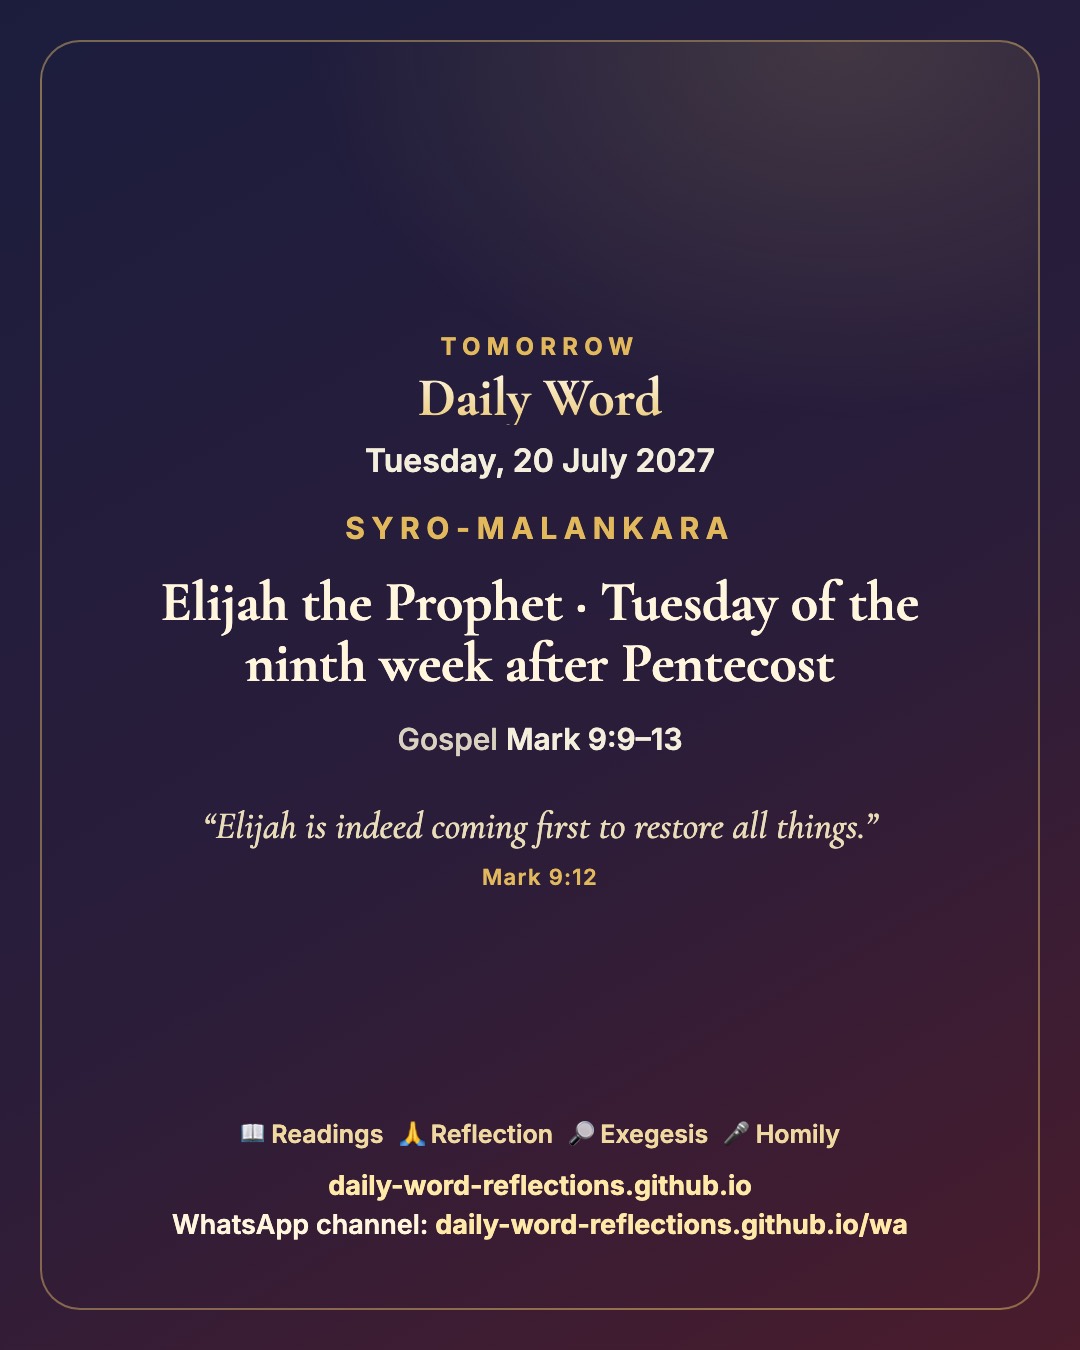 TOMORROW
Daily Word
Tuesday, 20 July 2027
SYRO-MALANKARA
Elijah the Prophet · Tuesday of the
ninth week after Pentecost
Gospel Mark 9:9–13
“Elijah is indeed coming first to restore all things.”
Mark 9:12
📖 Readings 🙏 Reflection 🔎 Exegesis 🎤 Homily
daily-word-reflections.github.io
WhatsApp channel: daily-word-reflections.github.io/wa